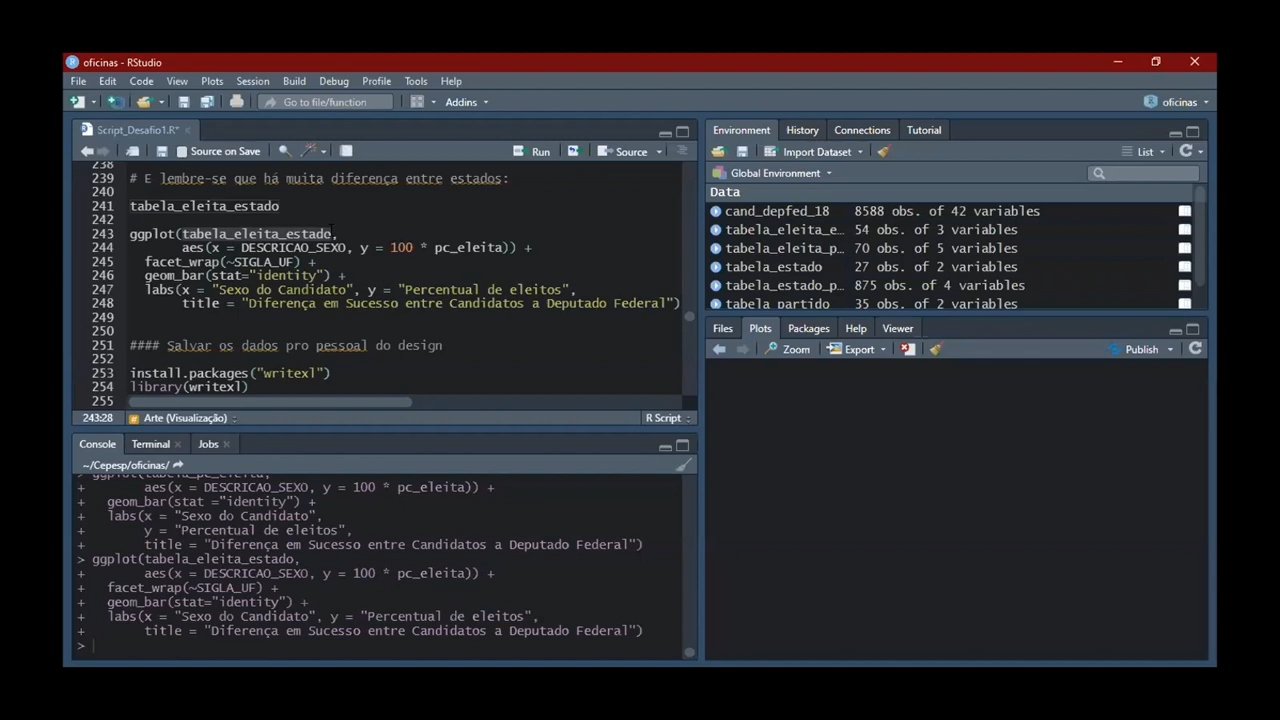 oficinas - RStudio
File Edit Code View Plots Session Build Debug Profile Tools Help
Go to file/function Addins oficinas
Script_Desafio1.R*
Source on Save Run Source
238
239 # E lembre-se que há muita diferença entre estados:
240
241 tabela_eleita_estado
242
243 ggplot(tabela_eleita_estado,
244 aes(x = DESCRICAO_SEXO, y = 100 * pc_eleita)) +
245 facet_wrap(~SIGLA_UF) +
246 geom_bar(stat="identity") +
247 labs(x = "Sexo do Candidato", y = "Percentual de eleitos",
248 title = "Diferença em Sucesso entre Candidatos a Deputado Federal")
249
250
251 #### Salvar os dados pro pessoal do design
252
253 install.packages("writexl")
254 library(writexl)
255
243:28 Arte (Visualização) R Script
Console Terminal Jobs
~/Cepesp/oficinas/
> ggplot(tabela_pc_eleita,
+ aes(x = DESCRICAO_SEXO, y = 100 * pc_eleita)) +
+ geom_bar(stat ="identity") +
+ labs(x = "Sexo do Candidato",
+ y = "Percentual de eleitos",
+ title = "Diferença em Sucesso entre Candidatos a Deputado Federal")
> ggplot(tabela_eleita_estado,
+ aes(x = DESCRICAO_SEXO, y = 100 * pc_eleita)) +
+ facet_wrap(~SIGLA_UF) +
+ geom_bar(stat="identity") +
+ labs(x = "Sexo do Candidato", y = "Percentual de eleitos",
+ title = "Diferença em Sucesso entre Candidatos a Deputado Federal")
>
Environment History Connections Tutorial
Import Dataset List
Global Environment
Data
cand_depfed_18 8588 obs. of 42 variables
tabela_eleita_e… 54 obs. of 3 variables
tabela_eleita_p… 70 obs. of 5 variables
tabela_estado 27 obs. of 2 variables
tabela_estado_p… 875 obs. of 4 variables
tabela_partido 35 obs. of 2 variables
Files Plots Packages Help Viewer
Zoom Export Publish